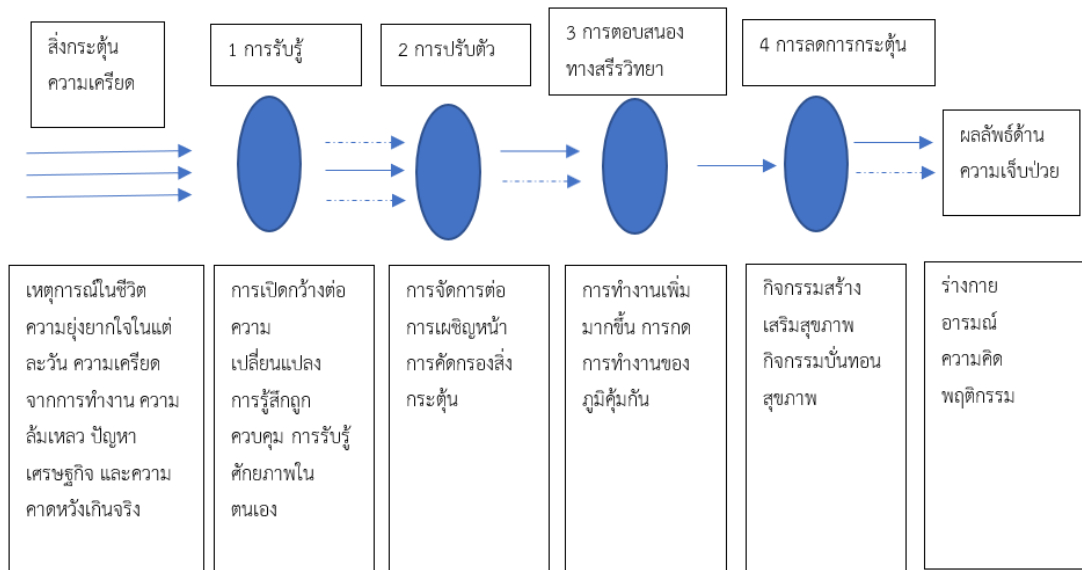 สิ่งกระตุ้น
ความเครียด
1 การรับรู้
2 การปรับตัว
3 การตอบสนอง
ทางสรีรวิทยา
4 การลดการกระตุ้น
ผลลัพธ์ด้าน
ความเจ็บป่วย
เหตุการณ์ในชีวิต
ความยุ่งยากใจในแต่
ละวัน ความเครียด
จากการทำงาน ความ
ล้มเหลว ปัญหา
เศรษฐกิจ และความ
คาดหวังเกินจริง
การเปิดกว้างต่อ
ความ
เปลี่ยนแปลง
การรู้สึกถูก
ควบคุม การรับรู้
ศักยภาพใน
ตนเอง
การจัดการต่อ
การเผชิญหน้า
การคัดกรองสิ่ง
กระตุ้น
การทำงานเพิ่ม
มากขึ้น การกด
การทำงานของ
ภูมิคุ้มกัน
กิจกรรมสร้าง
เสริมสุขภาพ
กิจกรรมบั่นทอน
สุขภาพ
ร่างกาย
อารมณ์
ความคิด
พฤติกรรม